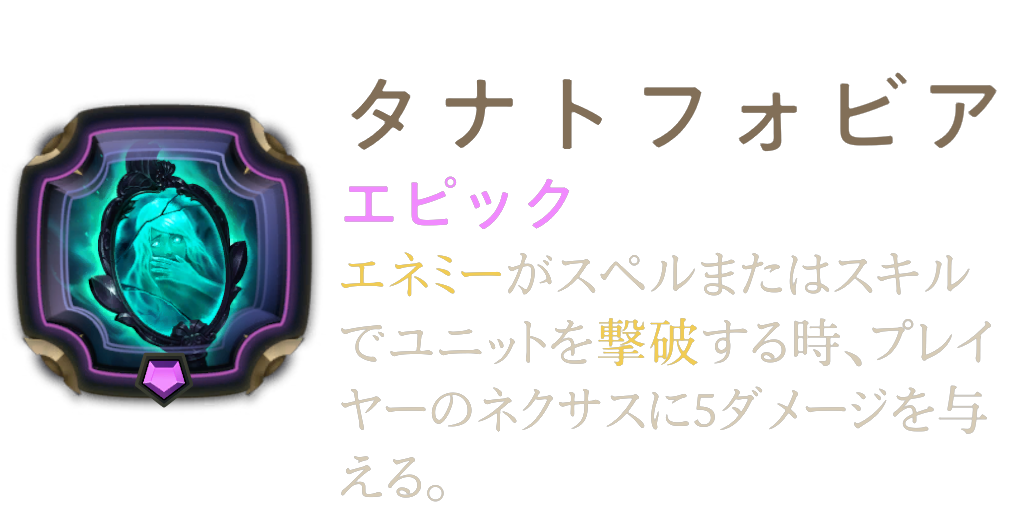 タナトフォビア
エピック
エネミーがスペルまたはスキル
でユニットを撃破する時、プレイ
ヤーのネクサスに5ダメージを与
える。